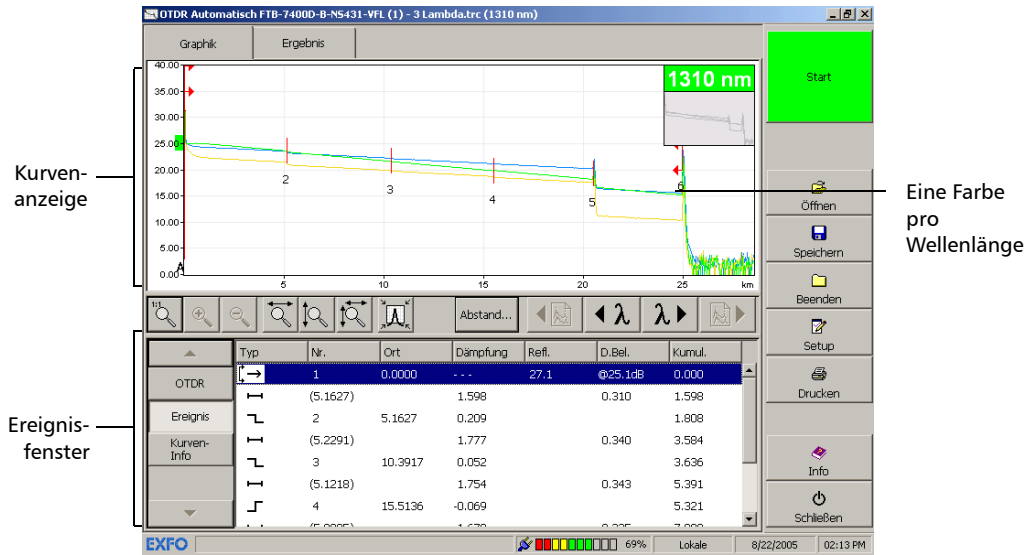 OTDR Automatisch FTB-7400D-B-NS431-VFL (1) - 3 Lambda.trc (1310 nm)
Graphik Ergebnis
40.00
35.00
30.00
25.00
20.00
15.00
10.00
5.00
0.00
A
1310 nm
2
3
4
5
6
5 10 15 20 25 km
Kurven-
anzeige
Eine Farbe
pro
Wellenlänge
Start
Öffnen
Speichern
Beenden
Setup
Drucken
Info
Schließen
1:1
Abstand...
λ λ
Ereignis-
fenster
OTDR
Ereignis
Kurven-
Info
Typ Nr. Ort Dämpfung Refl. D.Bel. Kumul.
1 0.0000 --- 27.1 @25.1dB 0.000
(5.1627) 1.598 0.310 1.598
2 5.1627 0.209 1.808
(5.2291) 1.777 0.340 3.584
3 10.3917 0.052 3.636
(5.1218) 1.754 0.343 5.391
4 15.5136 -0.069 5.321
EXFO 69% Lokale 8/22/2005 02:13 PM